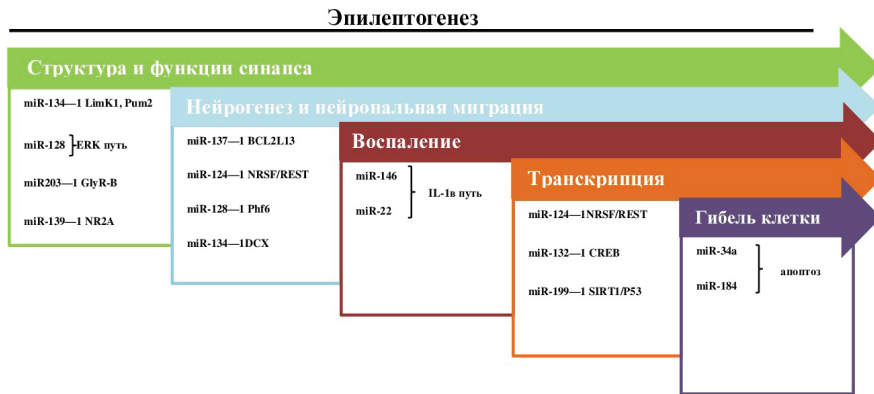 Эпилептогенез
Структура и функции синапса
miR-134—1 LimK1, Pum2
miR-128 ERK путь
miR203—1 GlyR-B
miR-139—1 NR2A
Нейрогенез и нейрональная миграция
miR-137—1 BCL2L13
miR-124—1 NRSF/REST
miR-128—1 Phf6
miR-134—1DCX
Воспаление
miR-146
miR-22
IL-1в путь
Транскрипция
miR-124—1NRSF/REST
miR-132—1 CREB
miR-199—1 SIRT1/P53
Гибель клетки
miR-34a
miR-184
апоптоз